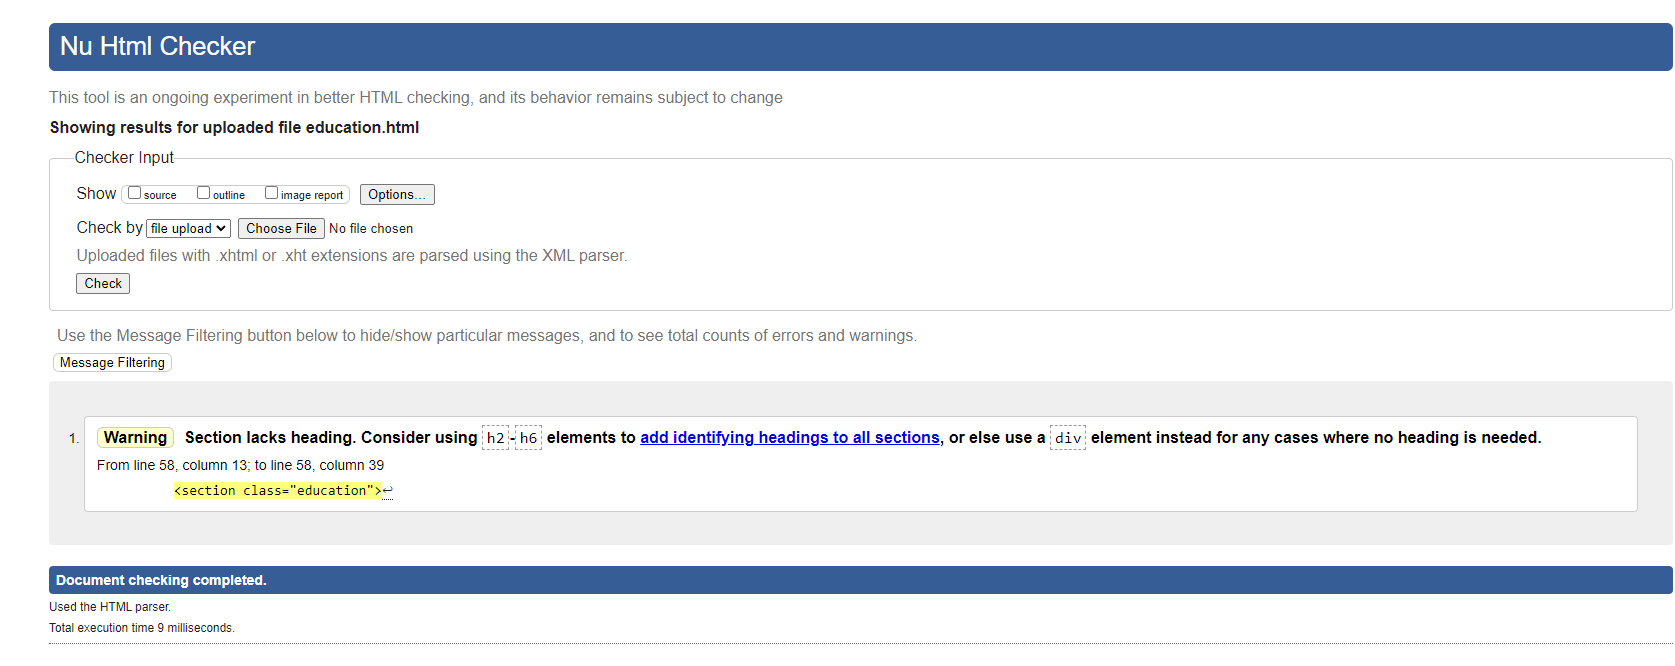 Nu Html Checker
This tool is an ongoing experiment in better HTML checking, and its behavior remains subject to change
Showing results for uploaded file education.html
Checker Input
Show source outline image report Options...
Check by file upload Choose File No file chosen
Uploaded files with .xhtml or .xht extensions are parsed using the XML parser.
Check
Use the Message Filtering button below to hide/show particular messages, and to see total counts of errors and warnings.
Message Filtering
1. Warning Section lacks heading. Consider using h2-h6 elements to add identifying headings to all sections, or else use a div element instead for any cases where no heading is needed.
From line 58, column 13; to line 58, column 39
<section class="education">↩
Document checking completed.
Used the HTML parser.
Total execution time 9 milliseconds.